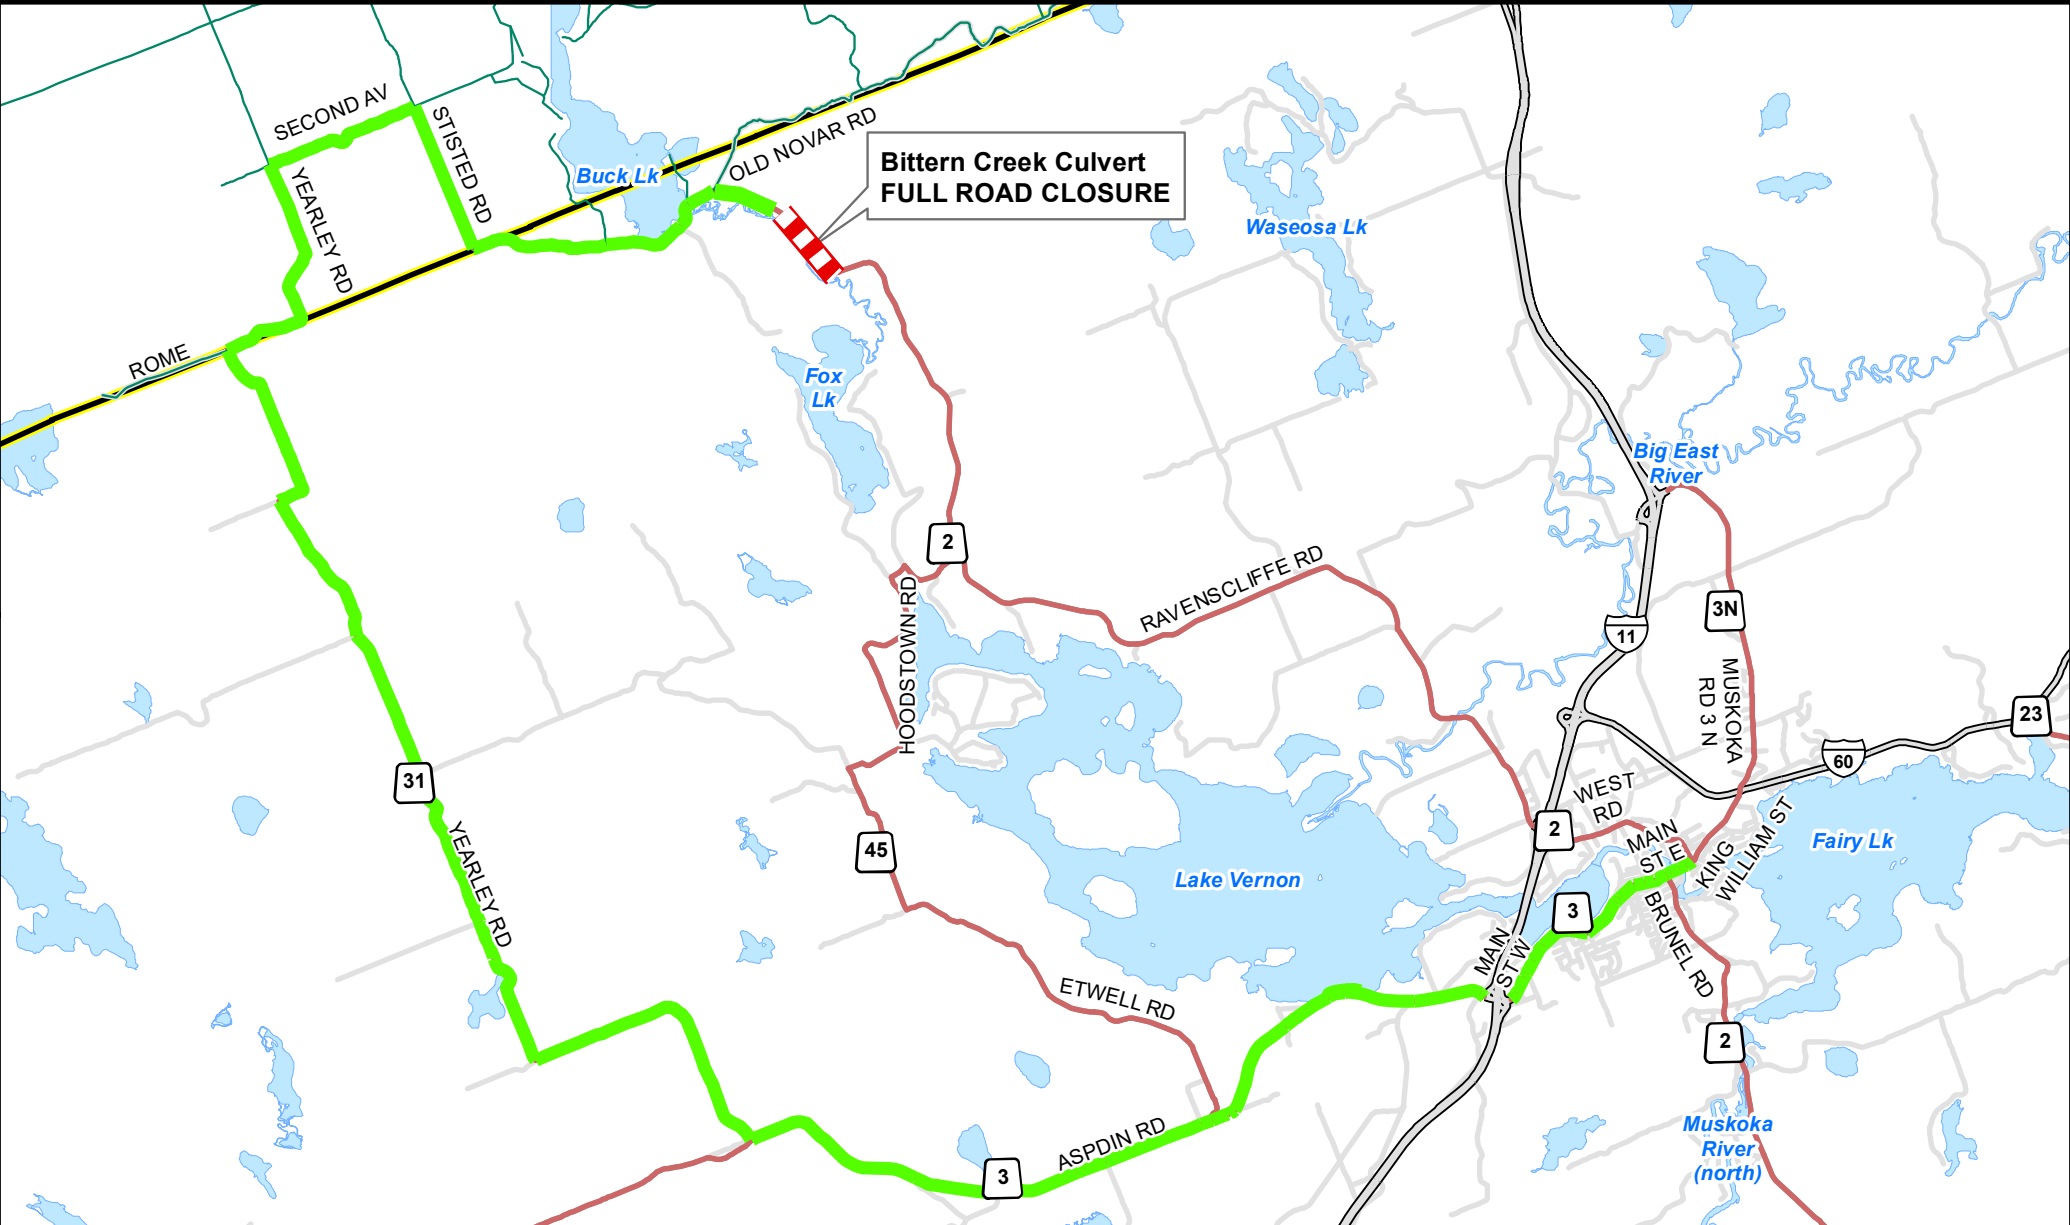 SECOND AV
STISTED RD
OLD NOVAR RD
Bittern Creek Culvert
FULL ROAD CLOSURE
Buck Lk
YEARLEY RD
Waseosa Lk
ROME
Fox
Lk
Big East
River
2
RAVENSCLIFFE RD
HOODSTOWN RD
3N
11
MUSKOKA
RD 3 N
23
60
31
WEST
RD
2
MAIN
ST E
KING
WILLIAM ST
Fairy Lk
YEARLEY RD
45
Lake Vernon
3
BRUNEL RD
MAIN
ST W
ETWELL RD
2
ASPDIN RD
3
Muskoka
River
(north)